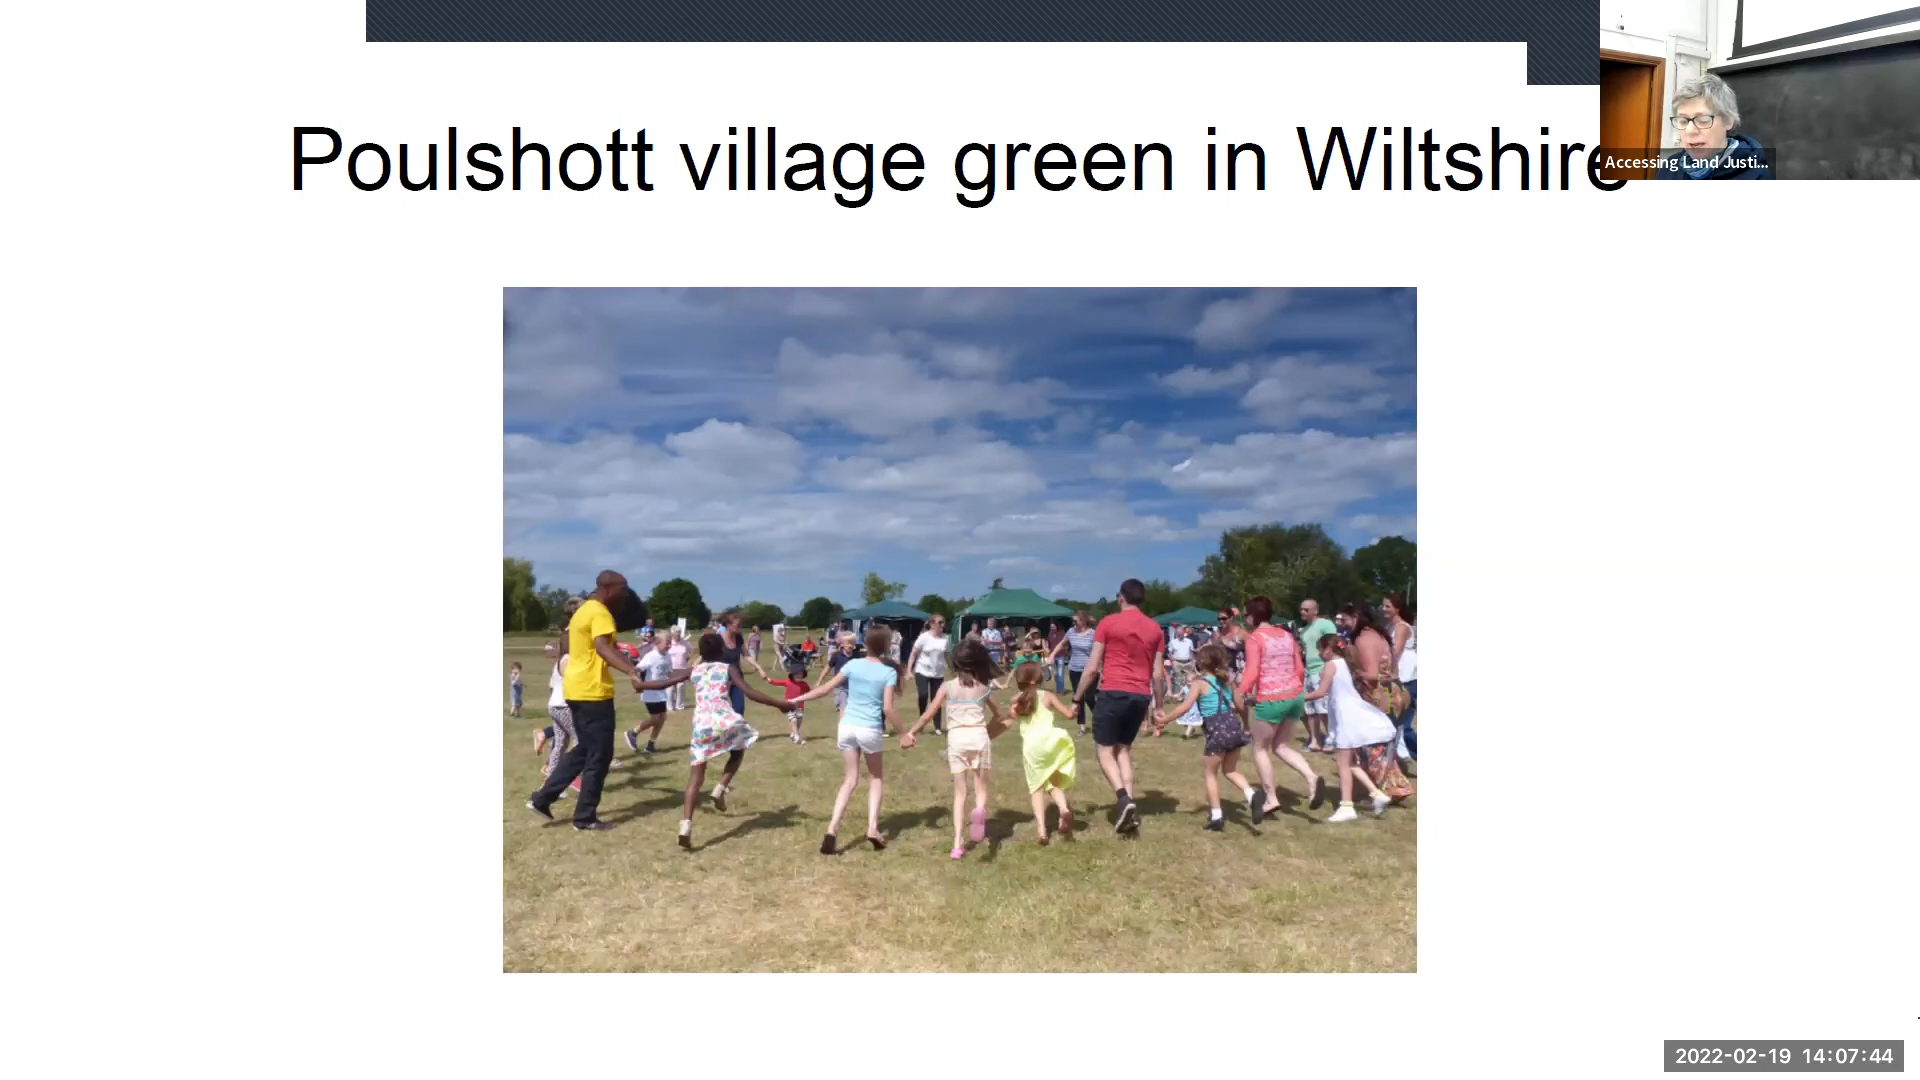 Poulshott village green in Wiltshire
Accessing Land Justi...
2022-02-19 14:07:44